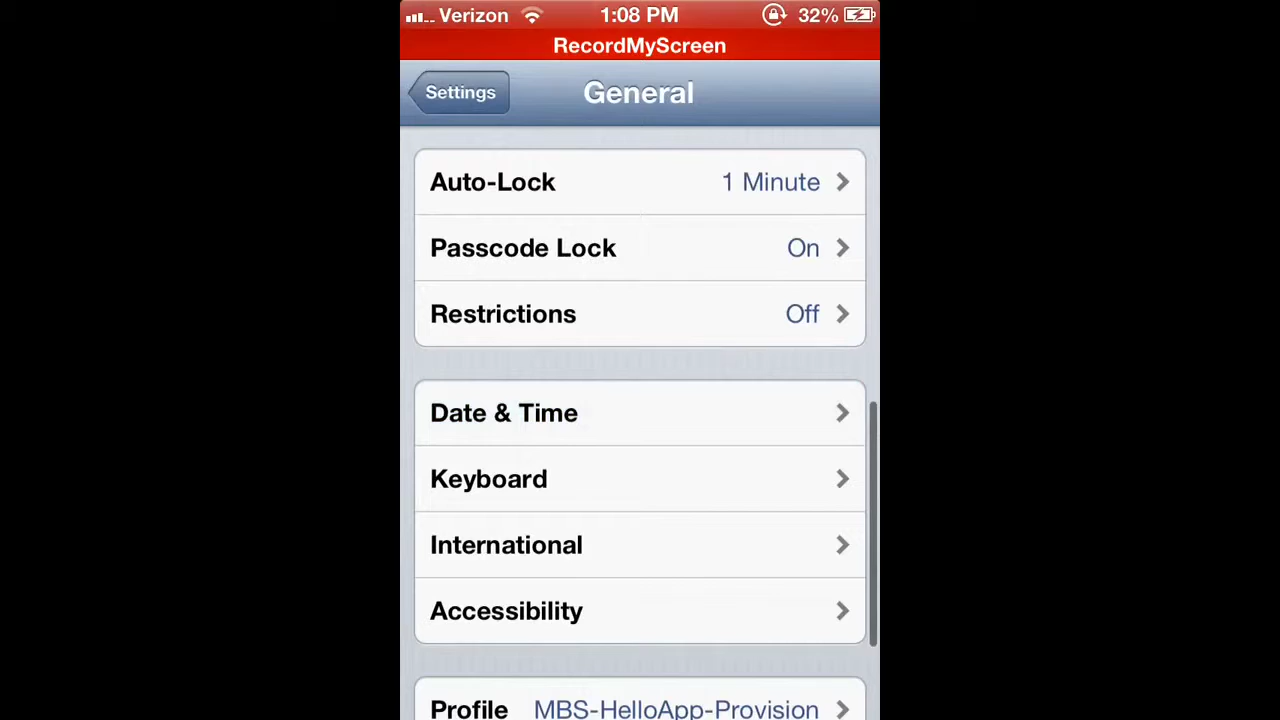 Verizon 1:08 PM 32%
RecordMyScreen
Settings General
Auto-Lock 1 Minute
Passcode Lock On
Restrictions Off
Date & Time
Keyboard
International
Accessibility
Profile MBS-HelloApp-Provision